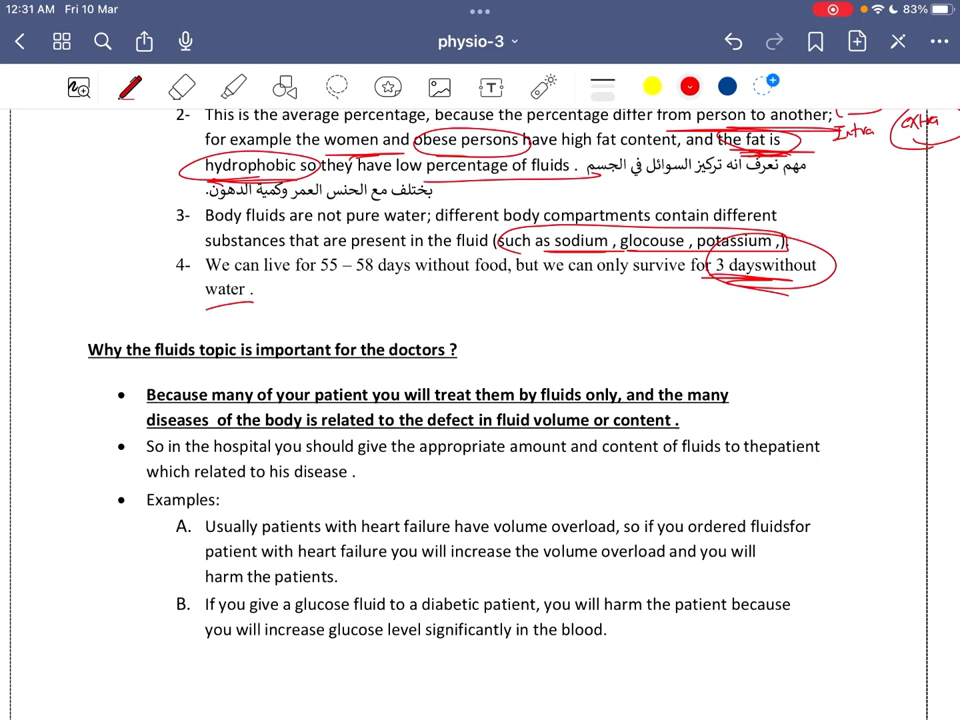 12:31 AM Fri 10 Mar
83%
physio-3
2- This is the average percentage, because the percentage differ from person to another;
for example the women and obese persons have high fat content, and the fat is
hydrophobic so they have low percentage of fluids . مهم نعرف انه تركيز السوائل في الجسم
بختلف مع الجنس العمر وكمية الدهون.
Intra
extra
3- Body fluids are not pure water; different body compartments contain different
substances that are present in the fluid (such as sodium , glocouse , potassium ,).
4- We can live for 55 – 58 days without food, but we can only survive for 3 dayswithout
water .
Why the fluids topic is important for the doctors ?
• Because many of your patient you will treat them by fluids only, and the many
diseases of the body is related to the defect in fluid volume or content .
• So in the hospital you should give the appropriate amount and content of fluids to thepatient
which related to his disease .
• Examples:
A. Usually patients with heart failure have volume overload, so if you ordered fluidsfor
patient with heart failure you will increase the volume overload and you will
harm the patients.
B. If you give a glucose fluid to a diabetic patient, you will harm the patient because
you will increase glucose level significantly in the blood.